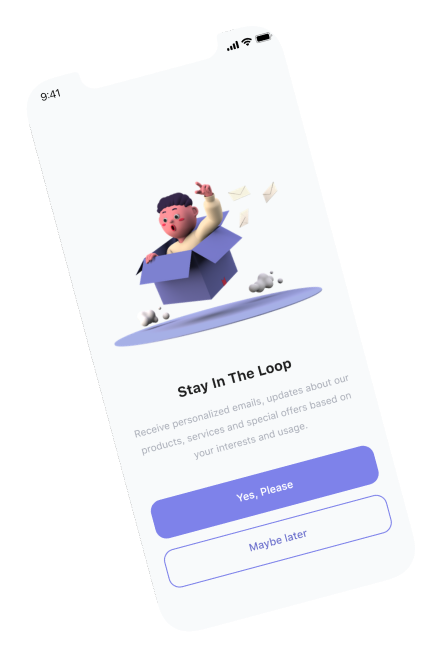 9:41
Stay In The Loop
Receive personalized emails, updates about our
products, services and special offers based on
your interests and usage.
Yes, Please
Maybe later